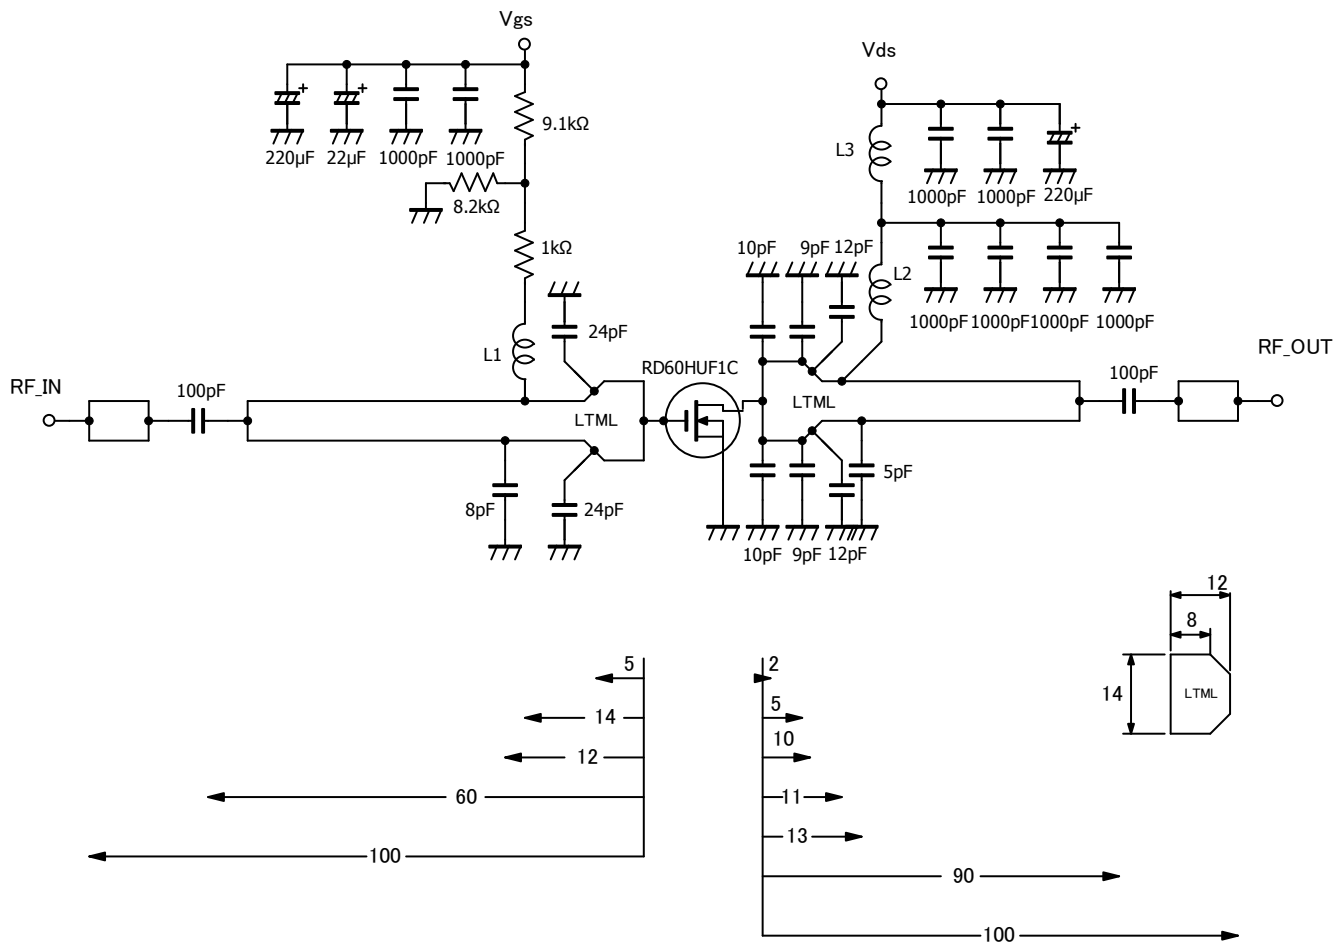 Vgs
Vds
220μF
22μF
1000pF
1000pF
9.1kΩ
8.2kΩ
1kΩ
L1
24pF
L3
1000pF
1000pF
220μF
10pF
9pF
12pF
L2
1000pF
1000pF
1000pF
1000pF
RF_IN
100pF
LTML
RD60HUF1C
LTML
100pF
RF_OUT
8pF
24pF
5pF
10pF
9pF
12pF
12
8
14
LTML
5
14
12
60
100
2
5
10
11
13
90
100